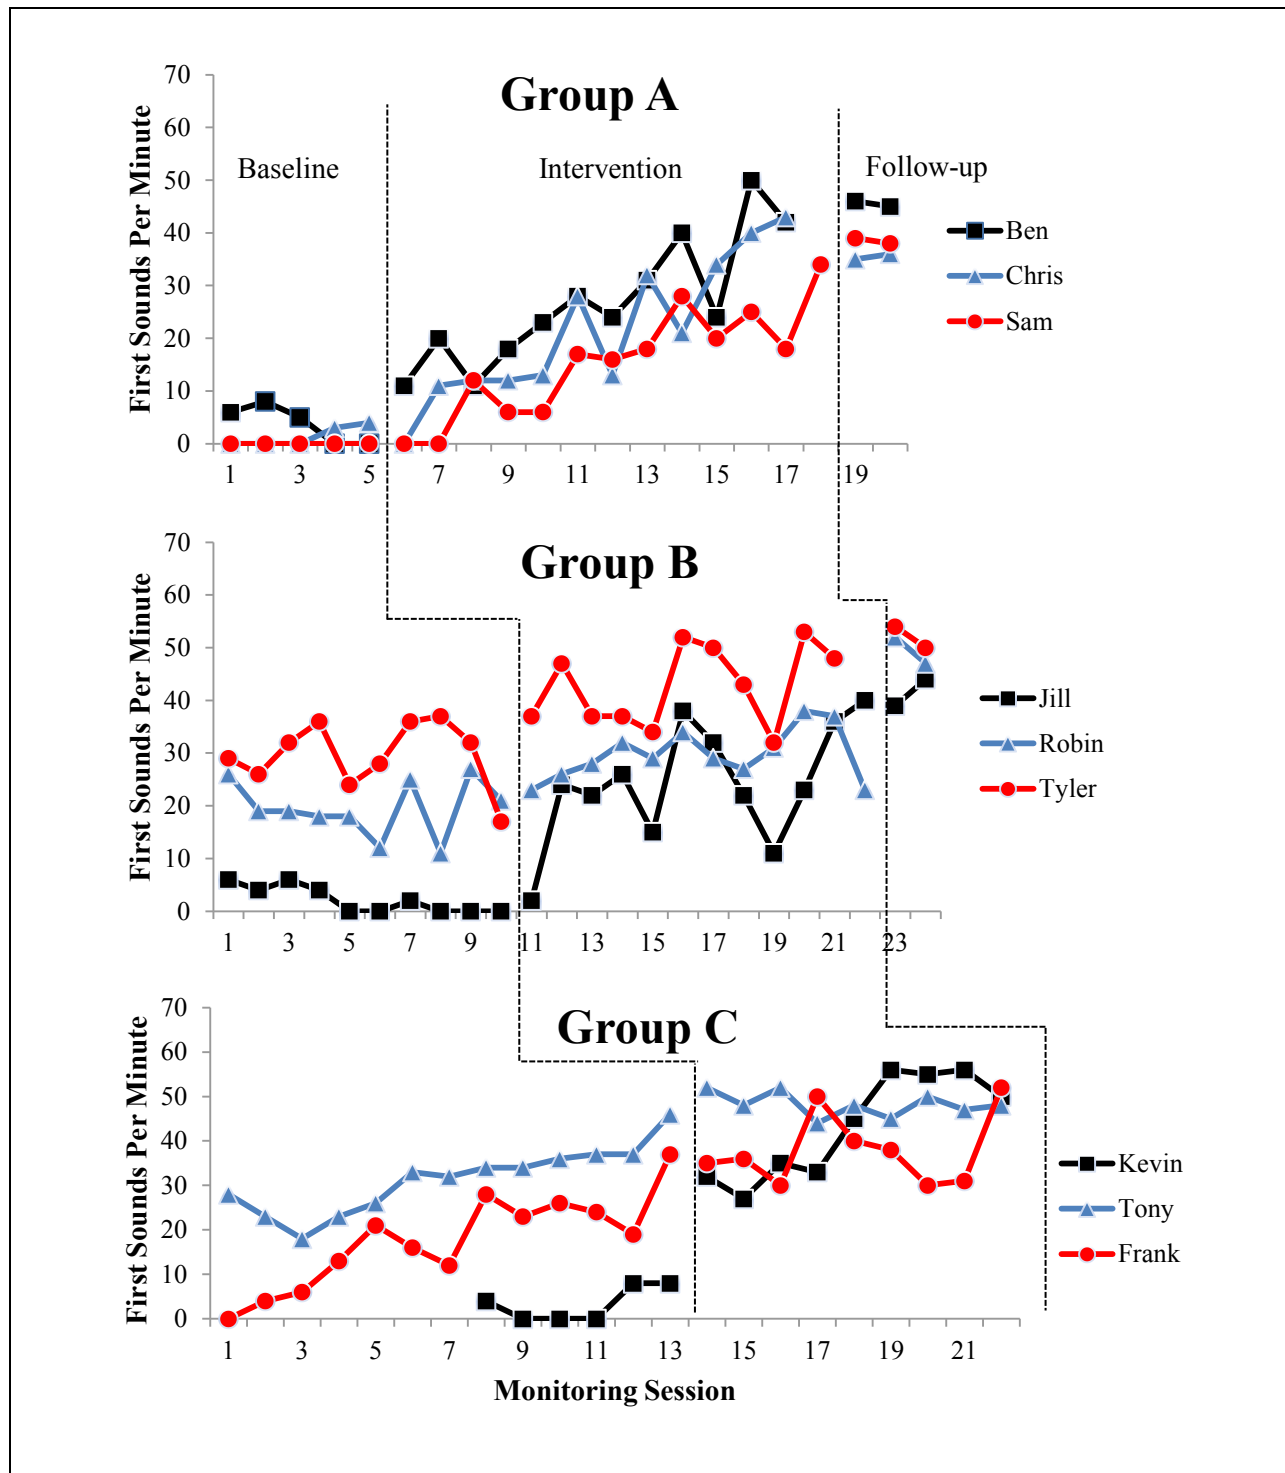 Group A
70
60
50
40
30
20
10
0
First Sounds Per Minute
Baseline
Intervention
Follow-up
Ben
Chris
Sam
1 3 5 7 9 11 13 15 17 19
Group B
70
60
50
40
30
20
10
0
First Sounds Per Minute
Jill
Robin
Tyler
1 3 5 7 9 11 13 15 17 19 21 23
Group C
70
60
50
40
30
20
10
0
First Sounds Per Minute
Kevin
Tony
Frank
1 3 5 7 9 11 13 15 17 19 21
Monitoring Session